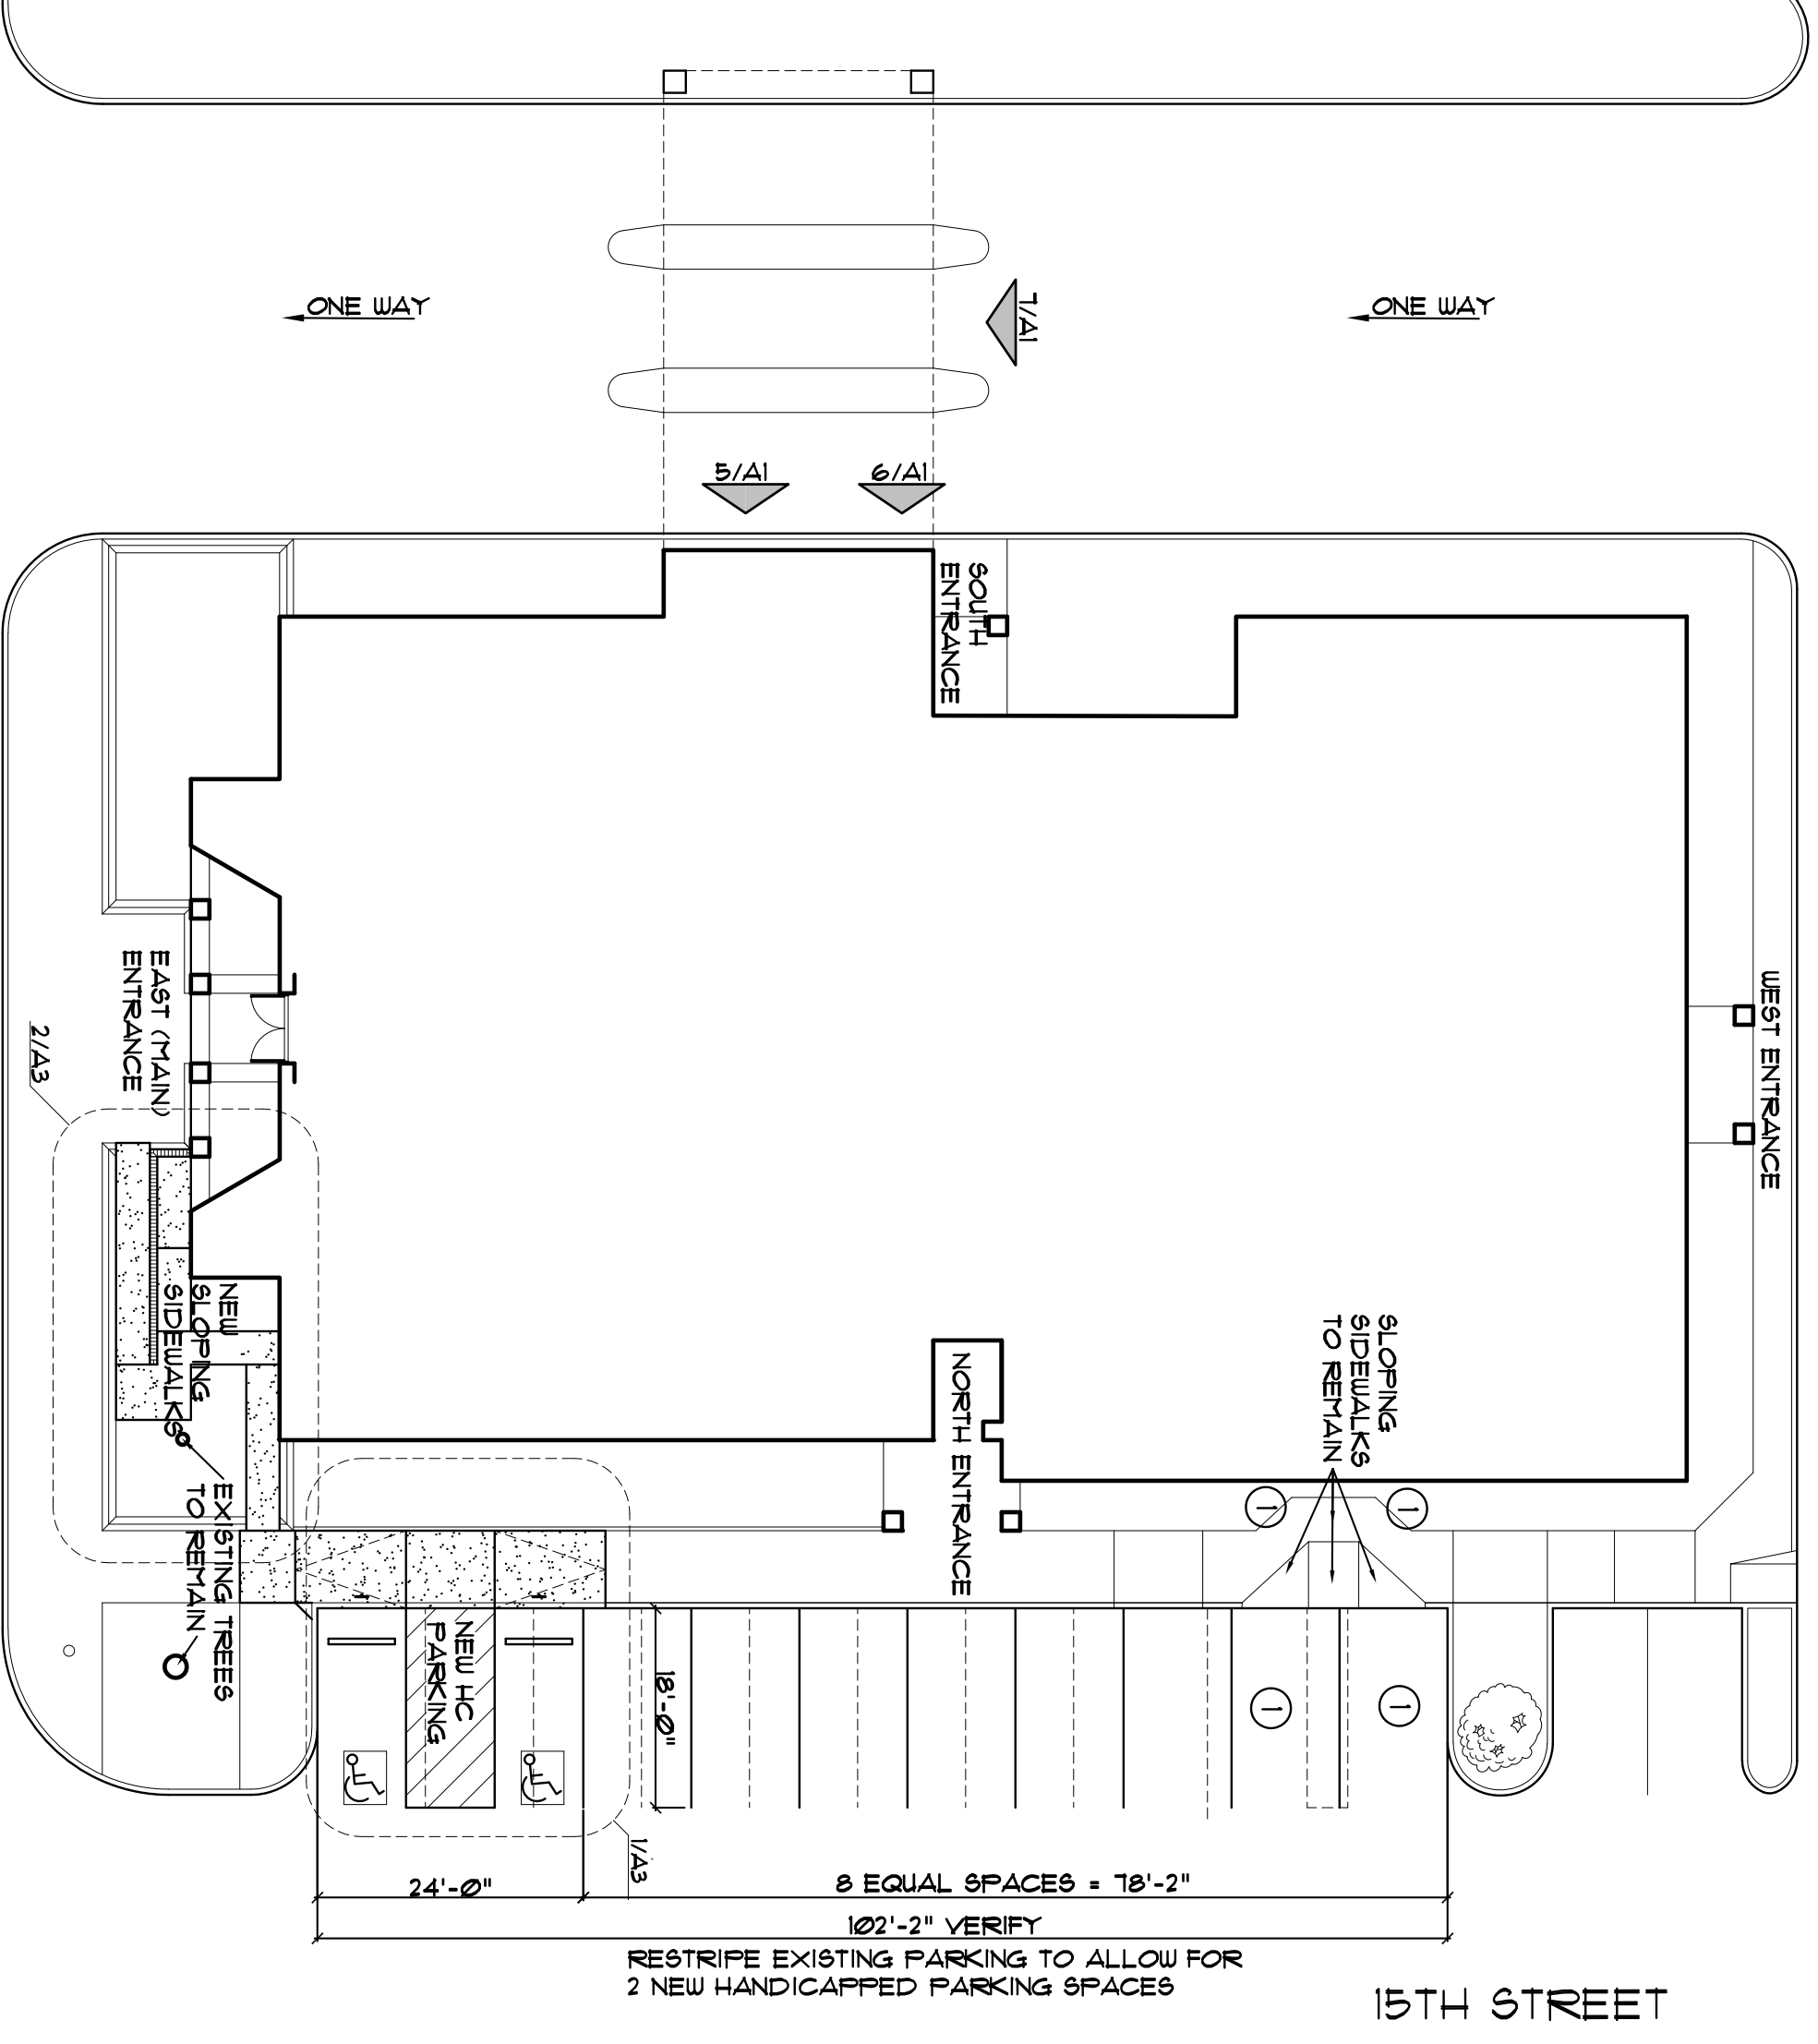 ONE WAY
ONE WAY
7/A1
5/A1
6/A1
SOUTH
ENTRANCE
EAST (MAIN)
ENTRANCE
WEST ENTRANCE
2/A3
NEW
SLOPING
SIDEWALKS
SLOPING
SIDEWALKS
TO REMAIN
NORTH ENTRANCE
EXISTING TREES
TO REMAIN
1
1
NEW HC
PARKING
18'-0"
1
1
1/A3
24'-0"
8 EQUAL SPACES = 78'-2"
102'-2" VERIFY
RESTRIPE EXISTING PARKING TO ALLOW FOR
2 NEW HANDICAPPED PARKING SPACES
15TH STREET